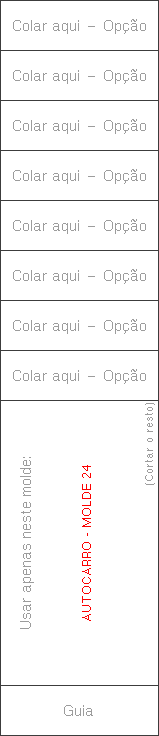 Colar aqui – Opção
Colar aqui – Opção
Colar aqui – Opção
Colar aqui – Opção
Colar aqui – Opção
Colar aqui – Opção
Colar aqui – Opção
Colar aqui – Opção
Usar apenas neste molde:
AUTOCARRO - MOLDE 24
(Cortar o resto)
Guia